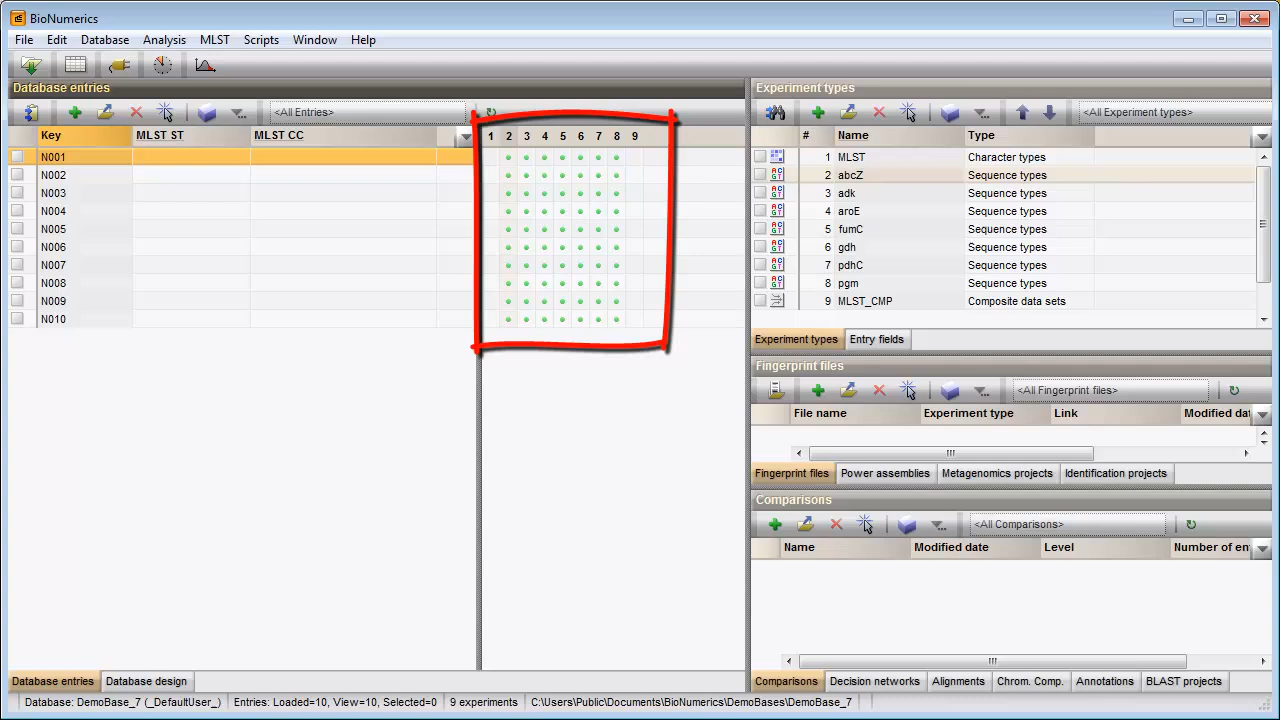 BioNumerics
File Edit Database Analysis MLST Scripts Window Help
Database entries
<All Entries>
Key MLST ST MLST CC 1 2 3 4 5 6 7 8 9
N001
N002
N003
N004
N005
N006
N007
N008
N009
N010
Database entries Database design
Experiment types
<All Experiment types>
# Name Type
1 MLST Character types
2 abcZ Sequence types
3 adk Sequence types
4 aroE Sequence types
5 fumC Sequence types
6 gdh Sequence types
7 pdhC Sequence types
8 pgm Sequence types
9 MLST_CMP Composite data sets
Experiment types Entry fields
Fingerprint files
<All Fingerprint files>
File name Experiment type Link Modified dat
Fingerprint files Power assemblies Metagenomics projects Identification projects
Comparisons
<All Comparisons>
Name Modified date Level Number of en
Comparisons Decision networks Alignments Chrom. Comp. Annotations BLAST projects
Database: DemoBase_7 (_DefaultUser_) Entries: Loaded=10, View=10, Selected=0 9 experiments C:\Users\Public\Documents\BioNumerics\DemoBases\DemoBase_7